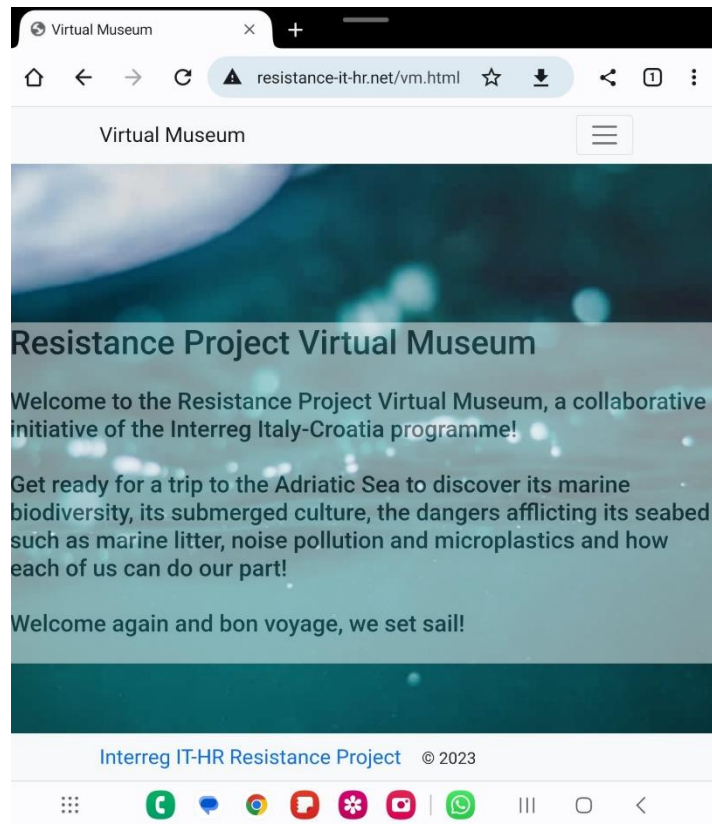 Virtual Museum
resistance-it-hr.net/vm.html
1
Virtual Museum
Resistance Project Virtual Museum
Welcome to the Resistance Project Virtual Museum, a collaborative
initiative of the Interreg Italy-Croatia programme!
Get ready for a trip to the Adriatic Sea to discover its marine
biodiversity, its submerged culture, the dangers afflicting its seabed
such as marine litter, noise pollution and microplastics and how
each of us can do our part!
Welcome again and bon voyage, we set sail!
Interreg IT-HR Resistance Project © 2023